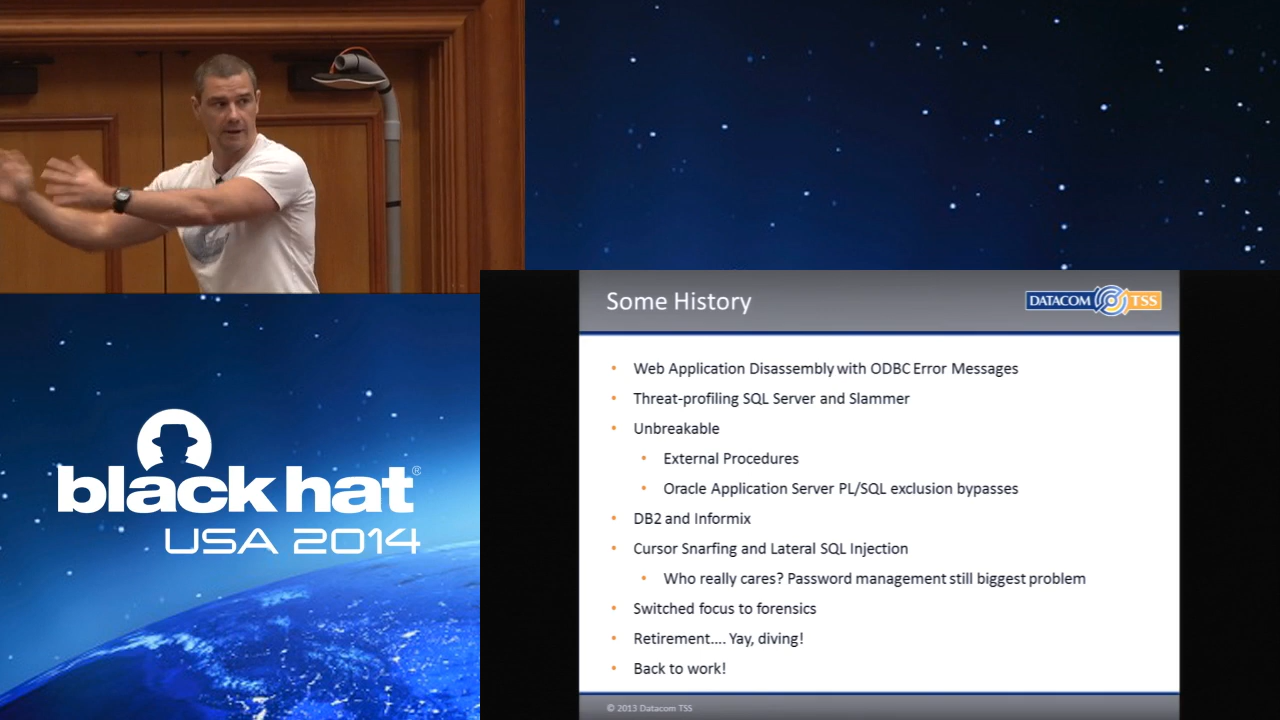 Some History
DATACOM TSS
Web Application Disassembly with ODBC Error Messages
Threat-profiling SQL Server and Slammer
Unbreakable
External Procedures
Oracle Application Server PL/SQL exclusion bypasses
DB2 and Informix
Cursor Snarfing and Lateral SQL Injection
Who really cares? Password management still biggest problem
Switched focus to forensics
Retirement.... Yay, diving!
Back to work!
© 2013 Datacom TSS
black hat®
USA 2014